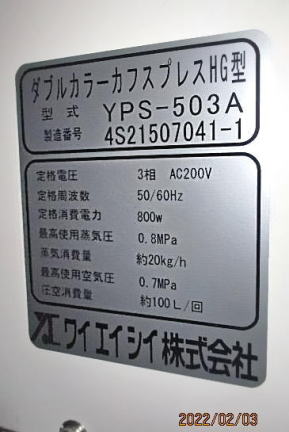 ダブルカラーカフスプレスHG型
型式 YPS-503A
製造番号 4S21507041-1
定格電圧 3相 AC200V
定格周波数 50/60Hz
定格消費電力 800w
最高使用蒸気圧 0.8MPa
蒸気消費量 約20kg/h
最高使用空気圧 0.7MPa
圧空消費量 約100L/回
ワイエイシイ株式会社
2022/02/03